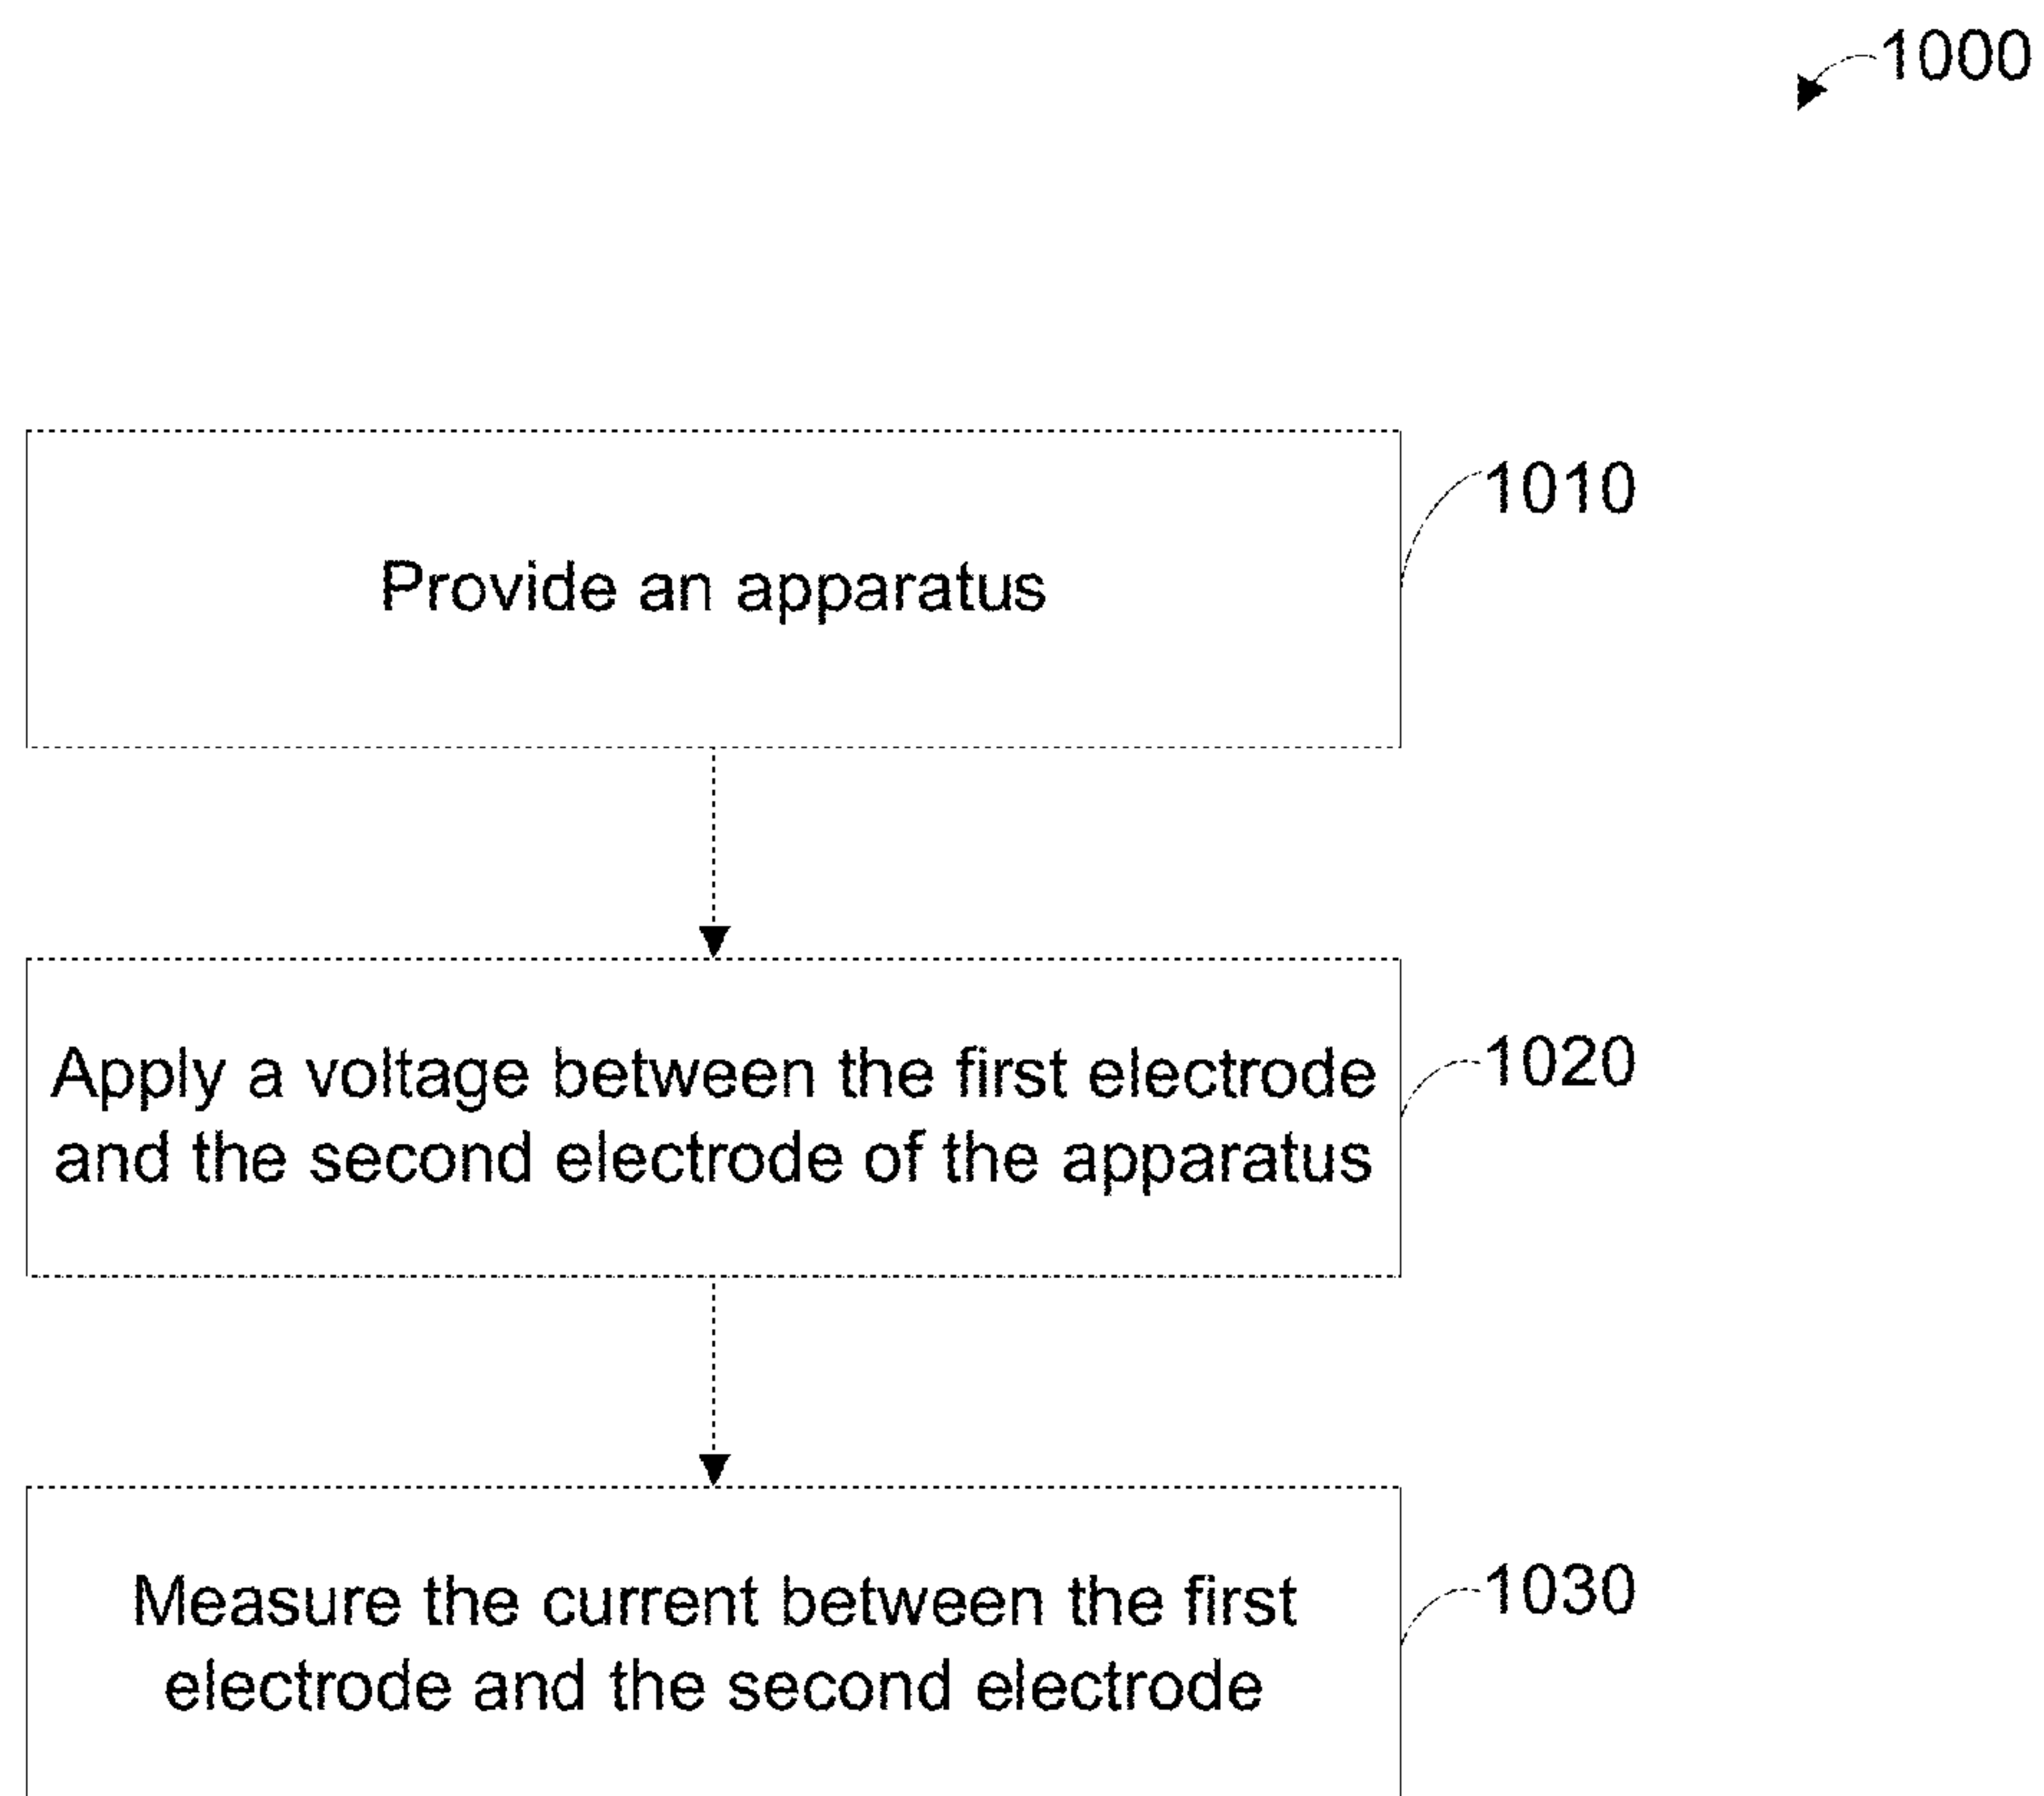 1000
1010
Provide an apparatus
1020
Apply a voltage between the first electrode
and the second electrode of the apparatus
1030
Measure the current between the first
electrode and the second electrode